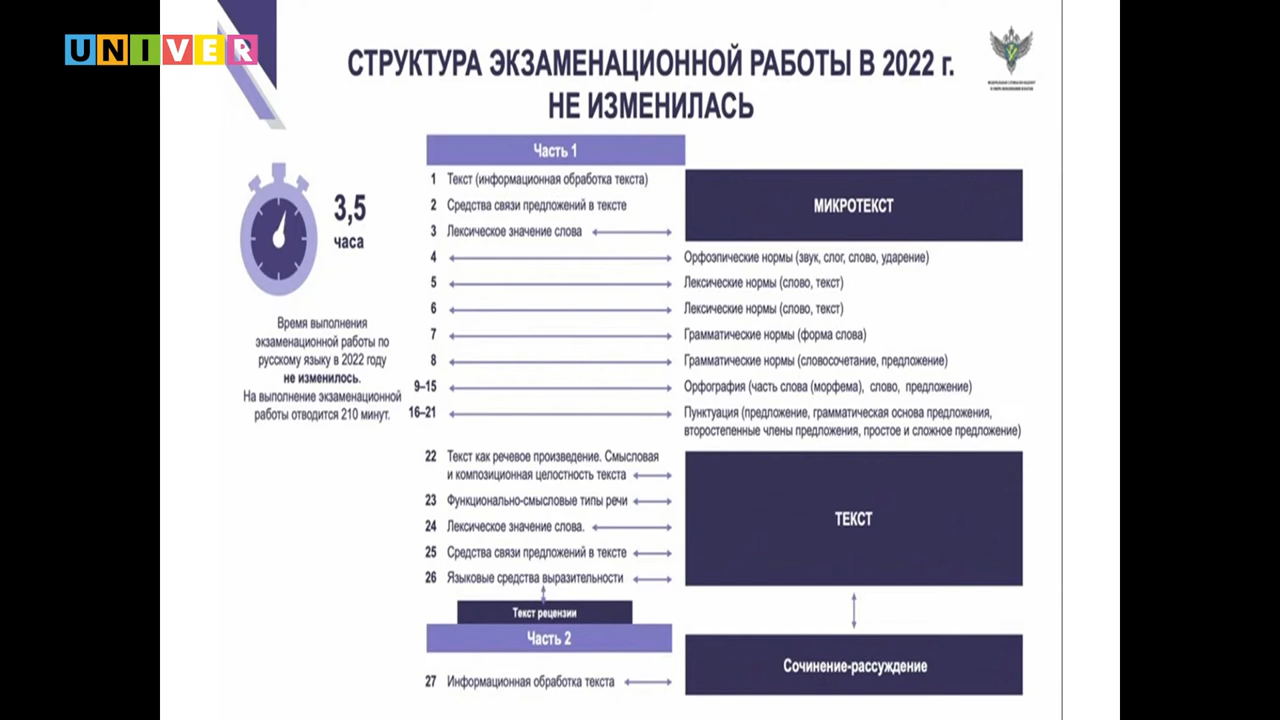 UNIVER
СТРУКТУРА ЭКЗАМЕНАЦИОННОЙ РАБОТЫ В 2022 г.
НЕ ИЗМЕНИЛАСЬ
3,5
часа
Время выполнения
экзаменационной работы по
русскому языку в 2022 году
не изменилось.
На выполнение экзаменационной
работы отводится 210 минут.
Часть 1
1 Текст (информационная обработка текста)
2 Средства связи предложений в тексте
3 Лексическое значение слова
МИКРОТЕКСТ
4 Орфоэпические нормы (звук, слог, слово, ударение)
5 Лексические нормы (слово, текст)
6 Лексические нормы (слово, текст)
7 Грамматические нормы (форма слова)
8 Грамматические нормы (словосочетание, предложение)
9–15 Орфография (часть слова (морфема), слово, предложение)
16–21 Пунктуация (предложение, грамматическая основа предложения,
второстепенные члены предложения, простое и сложное предложение)
22 Текст как речевое произведение. Смысловая
и композиционная целостность текста
23 Функционально-смысловые типы речи
24 Лексическое значение слова.
25 Средства связи предложений в тексте
26 Языковые средства выразительности
ТЕКСТ
Текст рецензии
Часть 2
27 Информационная обработка текста
Сочинение-рассуждение